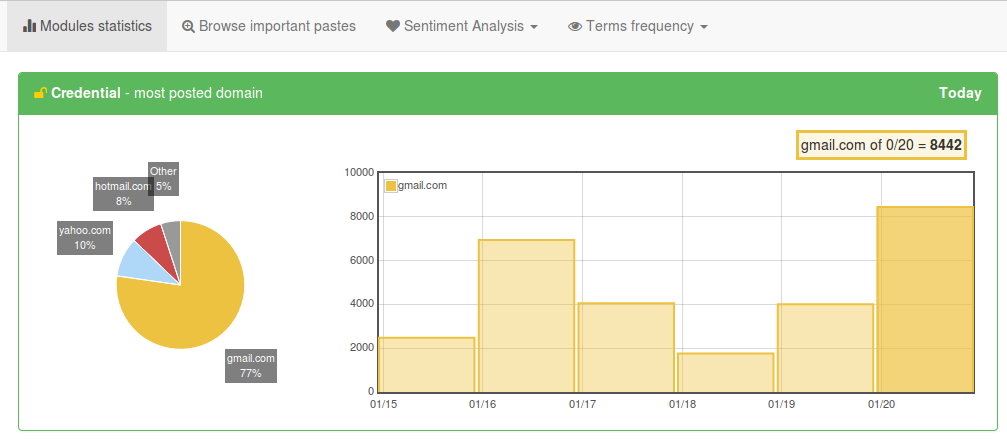 Modules statistics
Browse important pastes
Sentiment Analysis
Terms frequency
Credential - most posted domain
Today
gmail.com of 0/20 = 8442
Other
5%
hotmail.com
8%
yahoo.com
10%
gmail.com
77%
gmail.com
10000
8000
6000
4000
2000
0
01/15 01/16 01/17 01/18 01/19 01/20